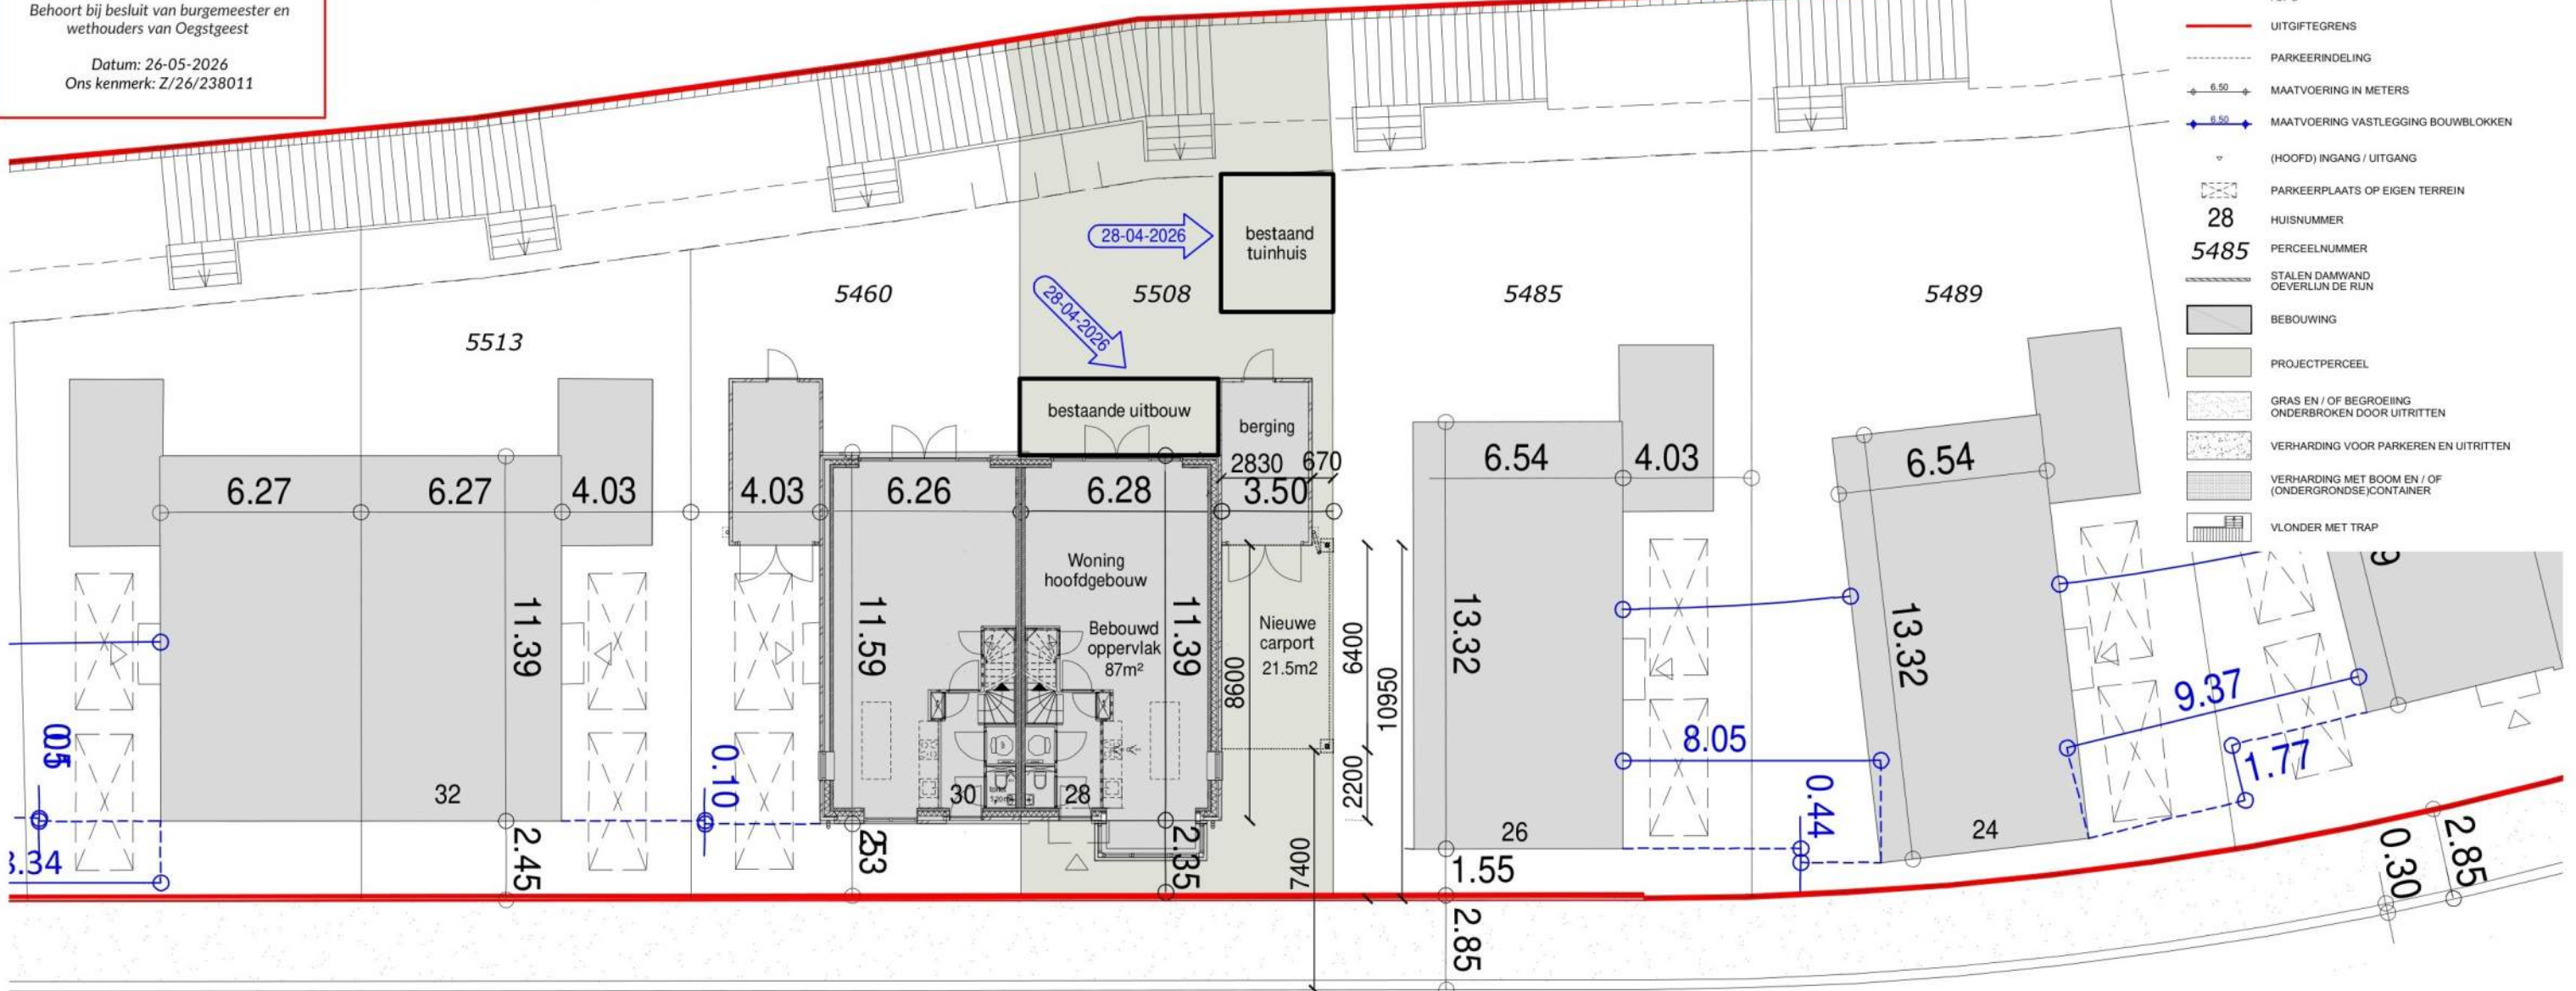 Behoort bij besluit van burgemeester en
wethouders van Oegstgeest
Datum: 26-05-2026
Ons kenmerk: Z/26/238011
UITGIFTEGRENS
PARKEERINDELING
6.50 MAATVOERING IN METERS
6.50 MAATVOERING VASTLEGGING BOUWBLOKKEN
(HOOFD) INGANG / UITGANG
PARKEERPLAATS OP EIGEN TERREIN
28 HUISNUMMER
5485 PERCEELNUMMER
STALEN DAMWAND
OEVERLIJN DE RIJN
BEBOUWING
PROJECTPERCEEL
GRAS EN / OF BEGROEIING
ONDERBROKEN DOOR UITRITTEN
VERHARDING VOOR PARKEREN EN UITRITTEN
VERHARDING MET BOOM EN / OF
(ONDERGRONDSE)CONTAINER
VLONDER MET TRAP
28-04-2026
bestaand
tuinhuis
28-04-2026
5513
5460
5508
5485
5489
bestaande uitbouw
berging
2830 670
6.27
6.27
4.03
4.03
6.26
6.28
3.50
6.54
4.03
6.54
Woning
hoofdgebouw
Bebouwd
oppervlak
87m²
Nieuwe
carport
21.5m2
11.39
11.59
11.39
8600
6400
10950
2200
7400
13.32
13.32
9.37
8.05
1.77
0.10
0.44
32
30
28
26
24
2.45
2.35
1.55
2.85
0.30
2.85